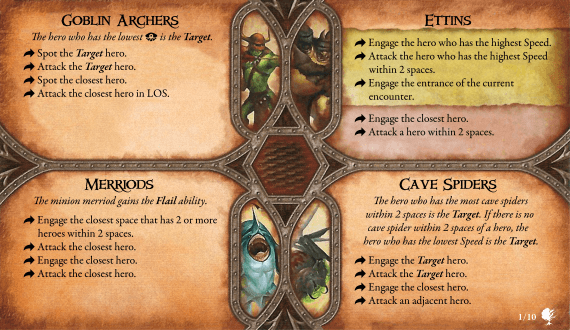 Goblin Archers
The hero who has the lowest is the Target.
Spot the Target hero.
Attack the Target hero.
Spot the closest hero.
Attack the closest hero in LOS.
Ettins
Engage the hero who has the highest Speed.
Attack the hero who has the highest Speed
within 2 spaces.
Engage the entrance of the current
encounter.
Engage the closest hero.
Attack a hero within 2 spaces.
Merriods
The minion merriod gains the Flail ability.
Engage the closest space that has 2 or more
heroes within 2 spaces.
Attack the closest hero.
Engage the closest hero.
Attack the closest hero.
Cave Spiders
The hero who has the most cave spiders
within 2 spaces is the Target. If there is no
cave spider within 2 spaces of a hero, the
hero who has the lowest Speed is the Target.
Engage the Target hero.
Attack the Target hero.
Engage the closest hero.
Attack an adjacent hero.
1/10